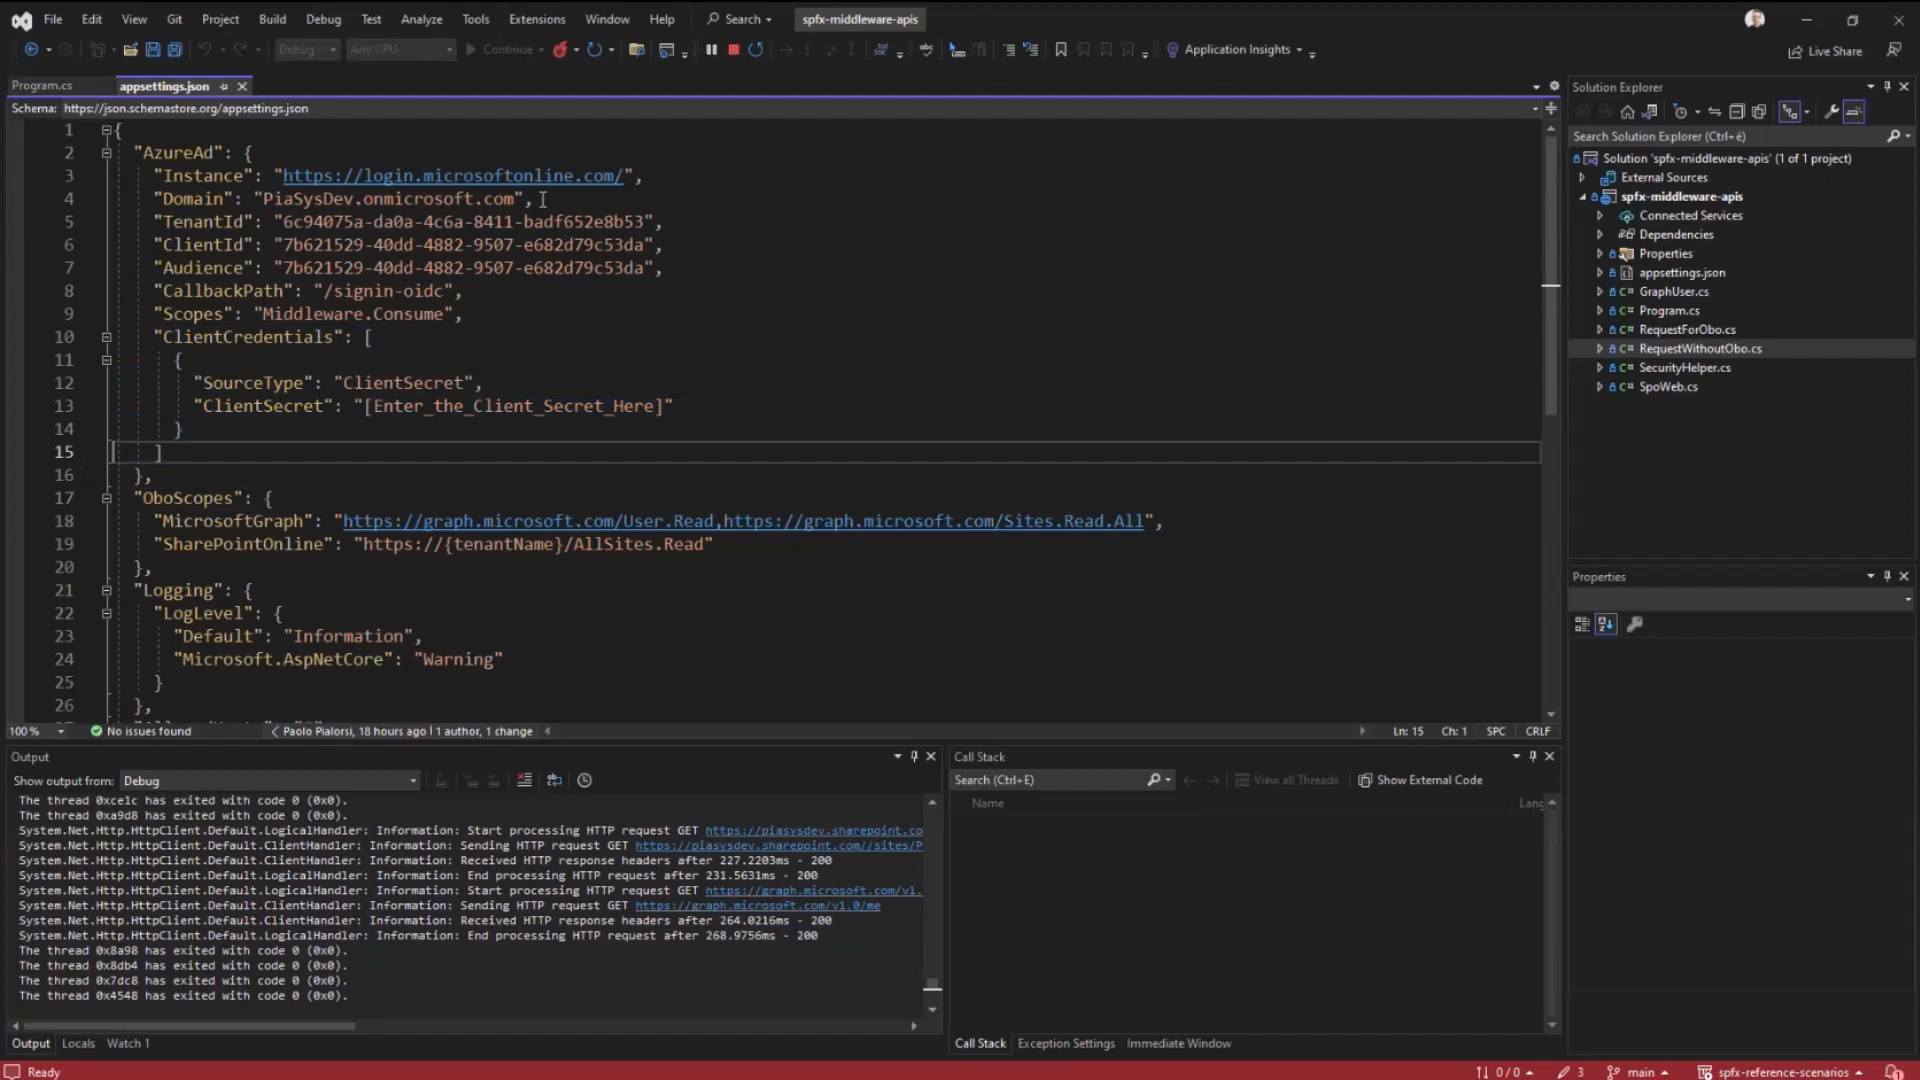 File Edit View Git Project Build Debug Test Analyze Tools Extensions Window Help Search spfx-middleware-apis
Debug Any CPU Continue Application Insights Live Share
Program.cs appsettings.json
Schema: https://json.schemastore.org/appsettings.json
1 {
2 "AzureAd": {
3 "Instance": "https://login.microsoftonline.com/",
4 "Domain": "PiaSysDev.onmicrosoft.com",
5 "TenantId": "6c94075a-da0a-4c6a-8411-badf652e8b53",
6 "ClientId": "7b621529-40dd-4882-9507-e682d79c53da",
7 "Audience": "7b621529-40dd-4882-9507-e682d79c53da",
8 "CallbackPath": "/signin-oidc",
9 "Scopes": "Middleware.Consume",
10 "ClientCredentials": [
11 {
12 "SourceType": "ClientSecret",
13 "ClientSecret": "[Enter_the_Client_Secret_Here]"
14 }
15 ]
16 },
17 "OboScopes": {
18 "MicrosoftGraph": "https://graph.microsoft.com/User.Read,https://graph.microsoft.com/Sites.Read.All",
19 "SharePointOnline": "https://{tenantName}/AllSites.Read"
20 },
21 "Logging": {
22 "LogLevel": {
23 "Default": "Information",
24 "Microsoft.AspNetCore": "Warning"
25 }
26 },
100 % No issues found Paolo Pialorsi, 18 hours ago | 1 author, 1 change Ln: 15 Ch: 1 SPC CRLF
Solution Explorer
Search Solution Explorer (Ctrl+è)
Solution 'spfx-middleware-apis' (1 of 1 project)
External Sources
spfx-middleware-apis
Connected Services
Dependencies
Properties
appsettings.json
C# GraphUser.cs
C# Program.cs
C# RequestForObo.cs
C# RequestWithoutObo.cs
C# SecurityHelper.cs
C# SpoWeb.cs
Properties
Output
Show output from: Debug
The thread 0xce1c has exited with code 0 (0x0).
The thread 0xa9d8 has exited with code 0 (0x0).
System.Net.Http.HttpClient.Default.LogicalHandler: Information: Start processing HTTP request GET https://piasysdev.sharepoint.co
System.Net.Http.HttpClient.Default.ClientHandler: Information: Sending HTTP request GET https://piasysdev.sharepoint.com//sites/P
System.Net.Http.HttpClient.Default.ClientHandler: Information: Received HTTP response headers after 227.2203ms - 200
System.Net.Http.HttpClient.Default.LogicalHandler: Information: End processing HTTP request after 231.5631ms - 200
System.Net.Http.HttpClient.Default.LogicalHandler: Information: Start processing HTTP request GET https://graph.microsoft.com/v1.
System.Net.Http.HttpClient.Default.ClientHandler: Information: Sending HTTP request GET https://graph.microsoft.com/v1.0/me
System.Net.Http.HttpClient.Default.ClientHandler: Information: Received HTTP response headers after 264.0216ms - 200
System.Net.Http.HttpClient.Default.LogicalHandler: Information: End processing HTTP request after 268.9756ms - 200
The thread 0x8a98 has exited with code 0 (0x0).
The thread 0x8db4 has exited with code 0 (0x0).
The thread 0x7dc8 has exited with code 0 (0x0).
The thread 0x4548 has exited with code 0 (0x0).
Output Locals Watch 1
Call Stack
Search (Ctrl+E) View all Threads Show External Code
Name Lang
Call Stack Exception Settings Immediate Window
Ready 0 / 0 3 main spfx-reference-scenarios 1